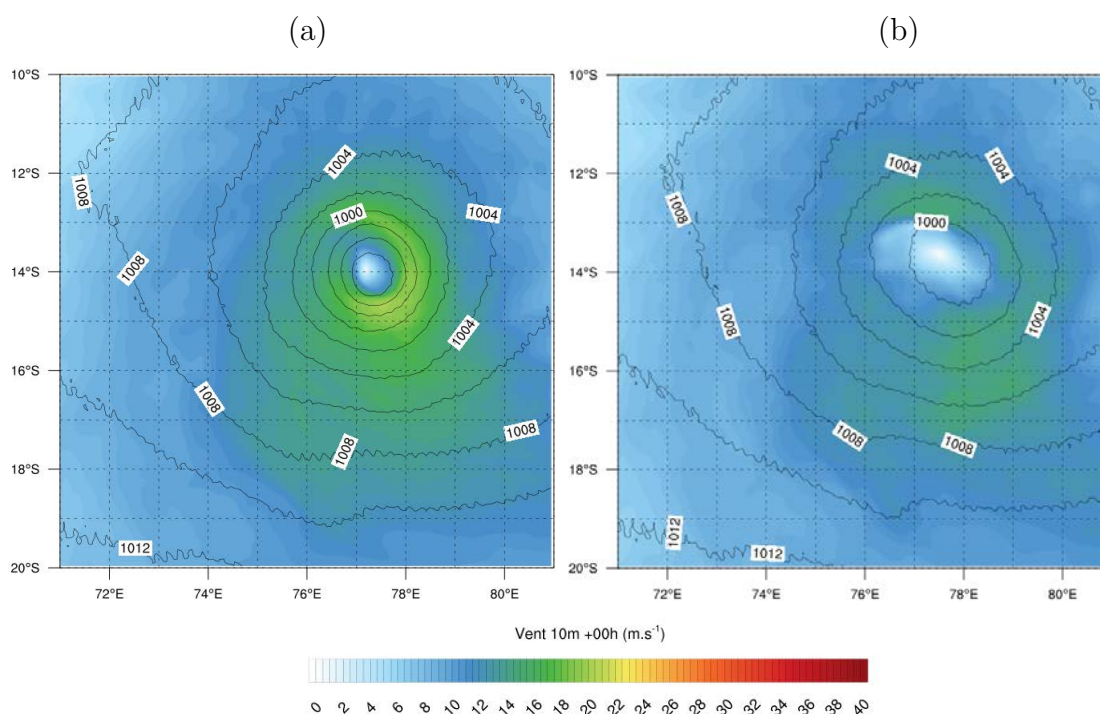 (a) (b)
10°S 10°S
1008 1004 1004 1004
12°S 12°S
1008 1000 1004 1008 1000
14°S 14°S
1008 1004 1008 1004
16°S 16°S
1008 1008 1008 1008 1008
18°S 18°S
1012 1012 1012
20°S 20°S
72°E 74°E 76°E 78°E 80°E 72°E 74°E 76°E 78°E 80°E
Vent 10m +00h (m.s⁻¹)
0 2 4 6 8 10 12 14 16 18 20 22 24 26 28 30 32 34 36 38 40